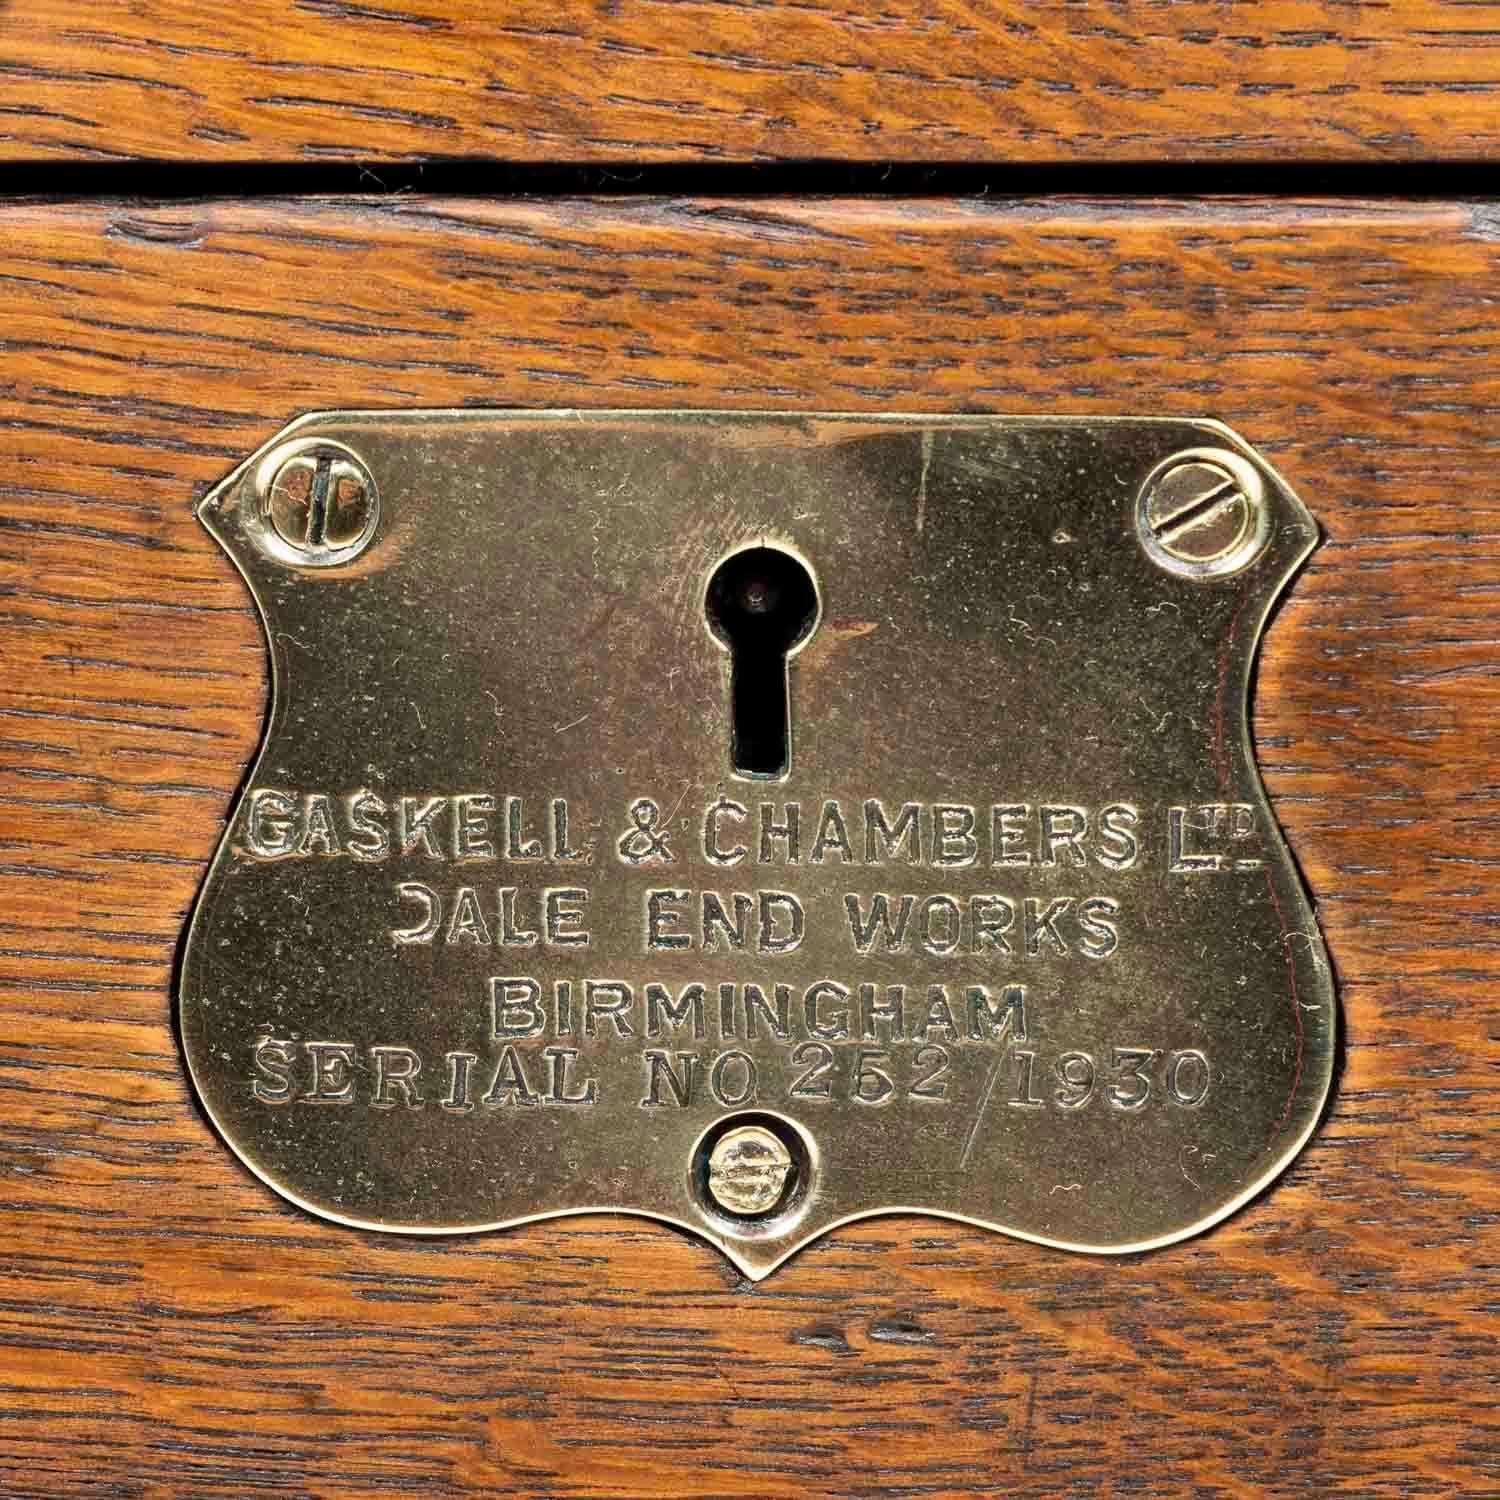 GASKELL & CHAMBERS LTD
DALE END WORKS
BIRMINGHAM
SERIAL NO 252/1930